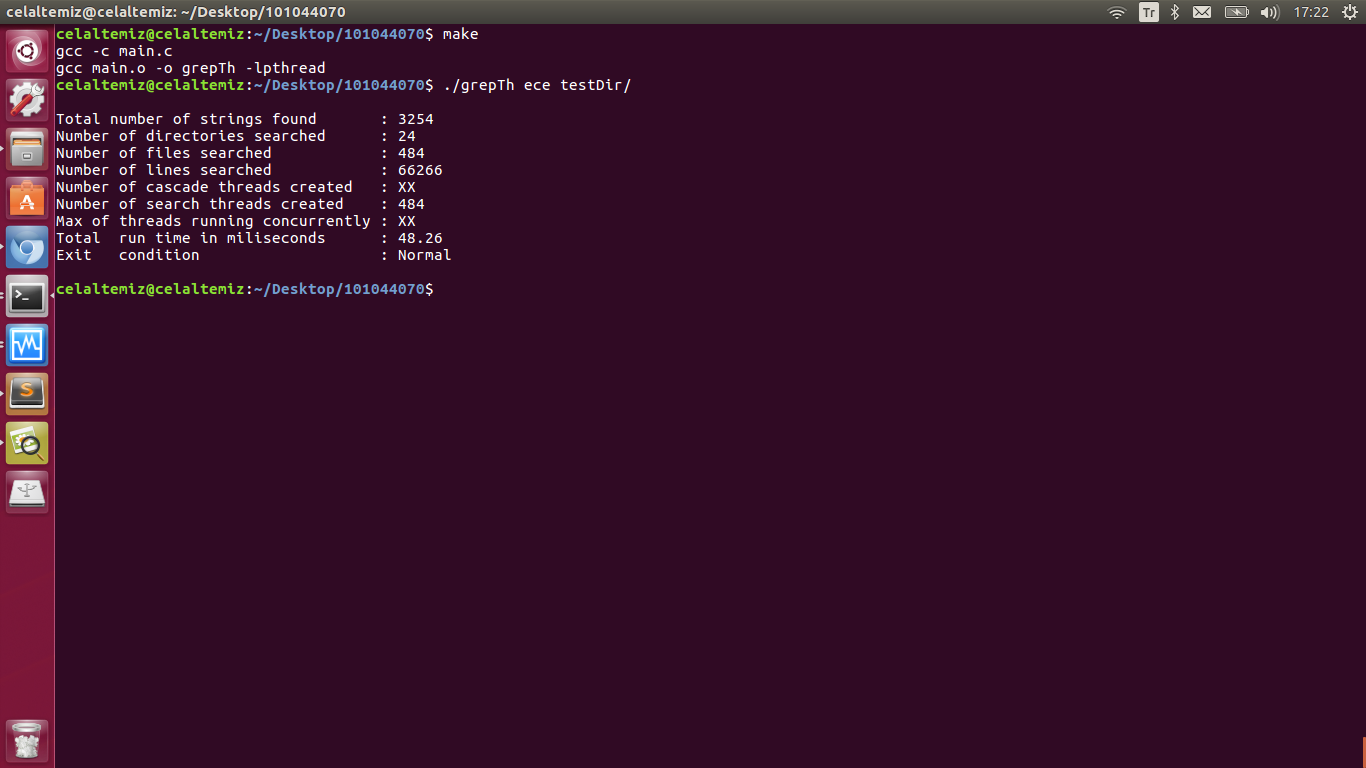 celaltemiz@celaltemiz: ~/Desktop/101044070
Tr
17:22
celaltemiz@celaltemiz:~/Desktop/101044070$ make
gcc -c main.c
gcc main.o -o grepTh -lpthread
celaltemiz@celaltemiz:~/Desktop/101044070$ ./grepTh ece testDir/
Total number of strings found       : 3254
Number of directories searched      : 24
Number of files searched            : 484
Number of lines searched            : 66266
Number of cascade threads created   : XX
Number of search threads created    : 484
Max of threads running concurrently : XX
Total  run time in miliseconds      : 48.26
Exit   condition                    : Normal
celaltemiz@celaltemiz:~/Desktop/101044070$